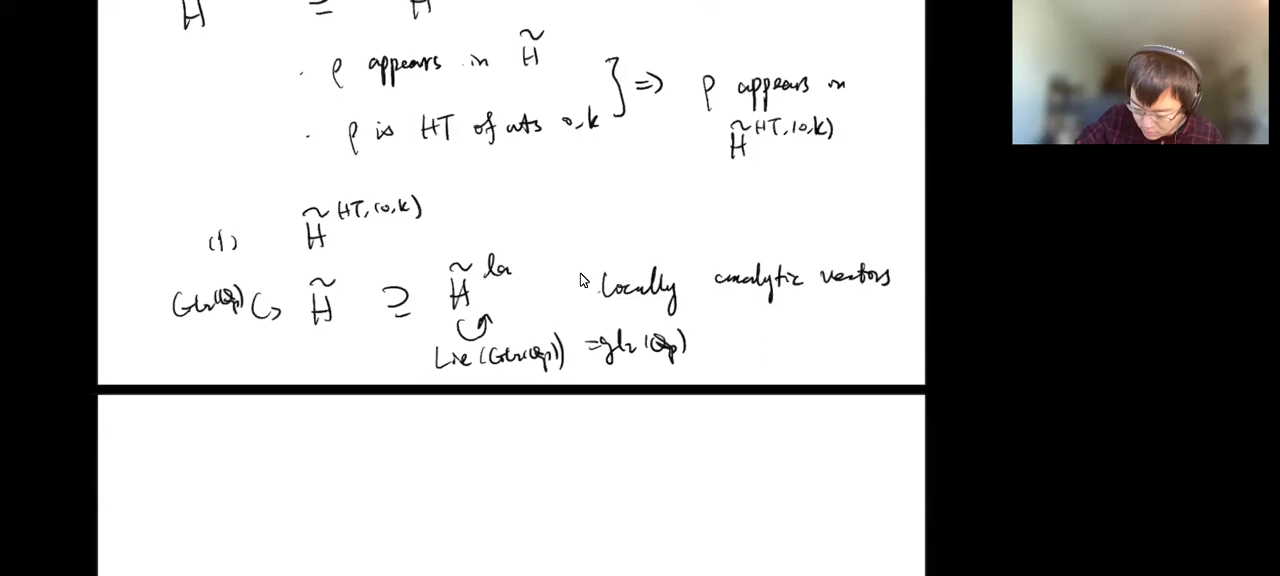 H̃ ⊇ H̃
· ρ appears in H̃
· ρ is HT of wts 0,k } ⇒ ρ appears in H̃^{HT,(0,k)}
(1) H̃^{HT,(0,k)}
GL₂(ℚp) ↻ H̃ ⊇ H̃^{la} locally analytic vectors
Lie(GL₂(ℚp)) = gl₂(ℚp)